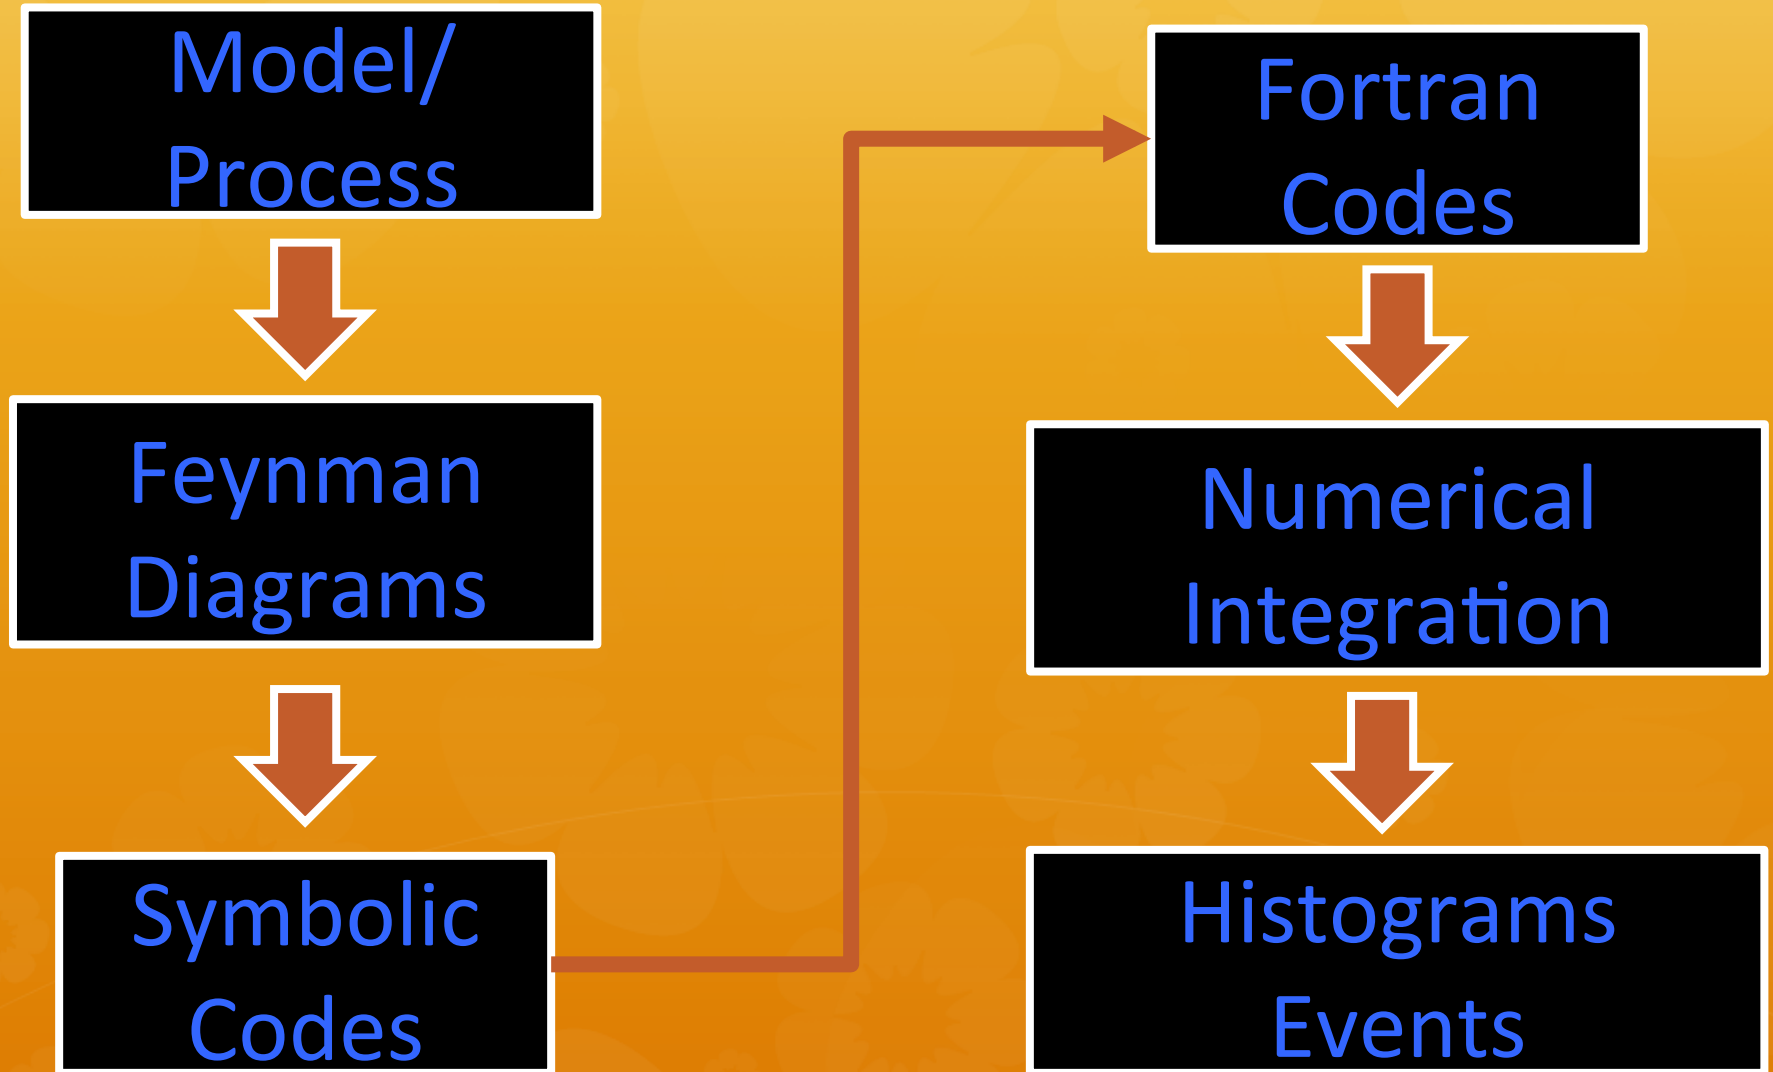 Model/
Process
Feynman
Diagrams
Symbolic
Codes
Fortran
Codes
Numerical
Integration
Histograms
Events